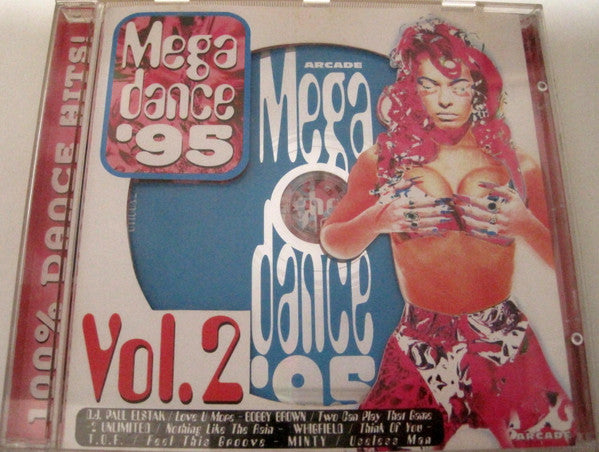 100% DANCE HITS!
Mega
dance
'95
ARCADE
Mega
dance
'95
Vol.2
D.J. PAUL ELSTAK / Love U More - BOBBY BROWN / Two Can Play That Game
- 2 UNLIMITED / Nothing Like The Rain - WHIGFIELD / Think Of You -
T.O.F. / Feel This Groove - MINTY / Useless Man
ARCADE